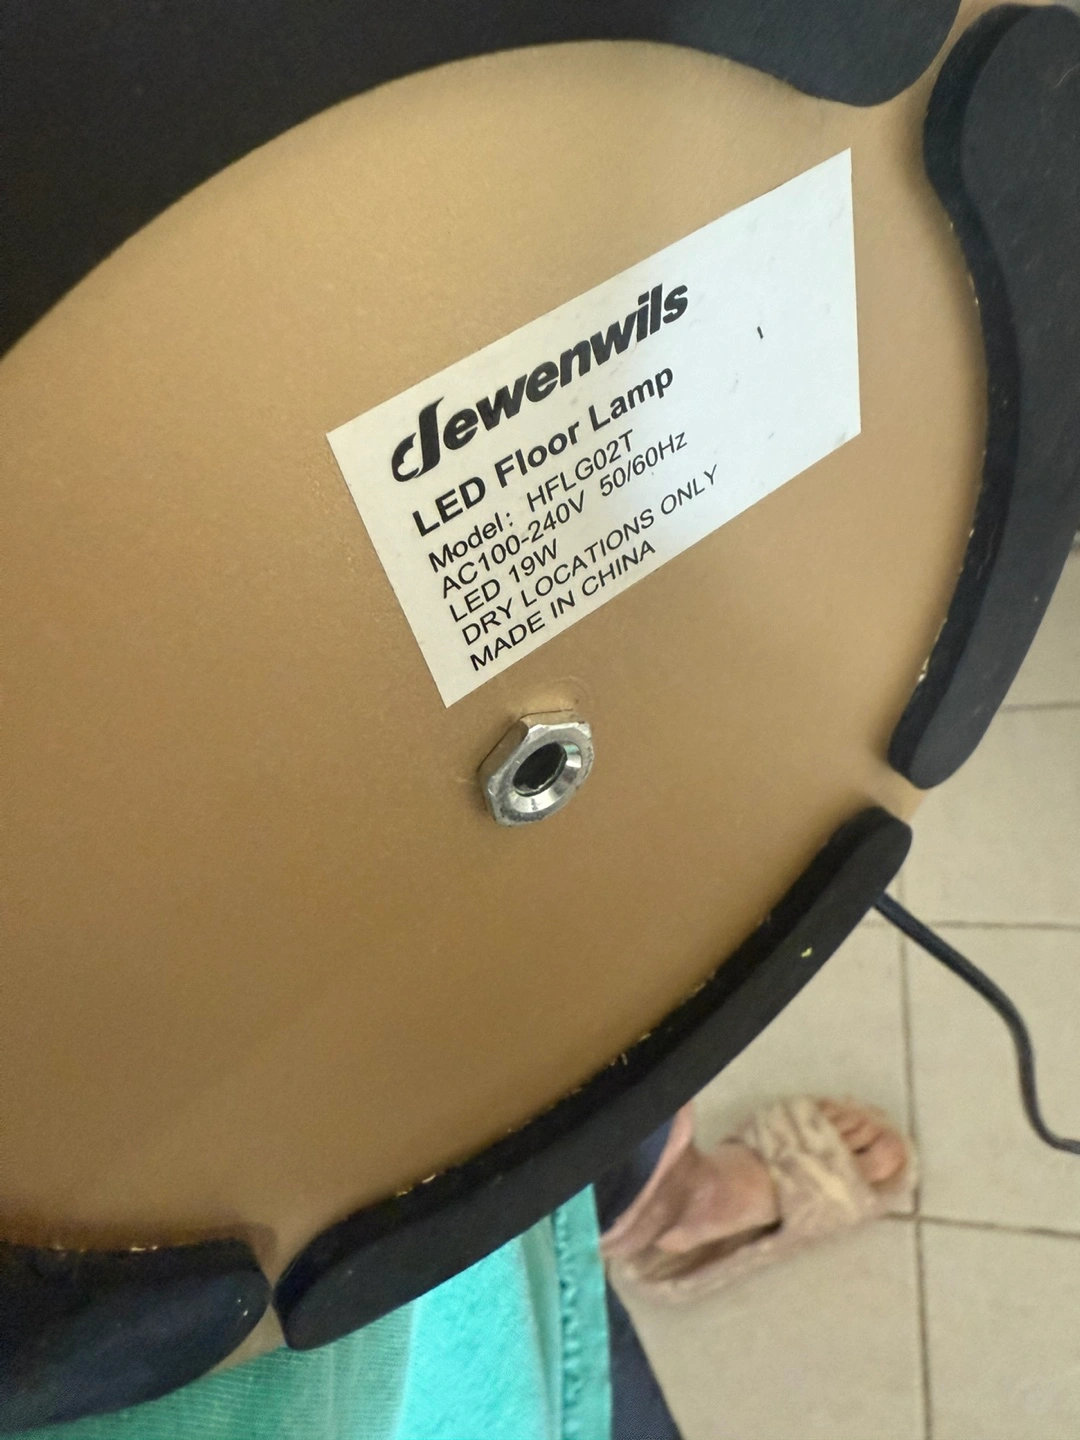 dewenwils
LED Floor Lamp
Model: HFLG02T
AC100-240V 50/60Hz
LED 19W
DRY LOCATIONS ONLY
MADE IN CHINA